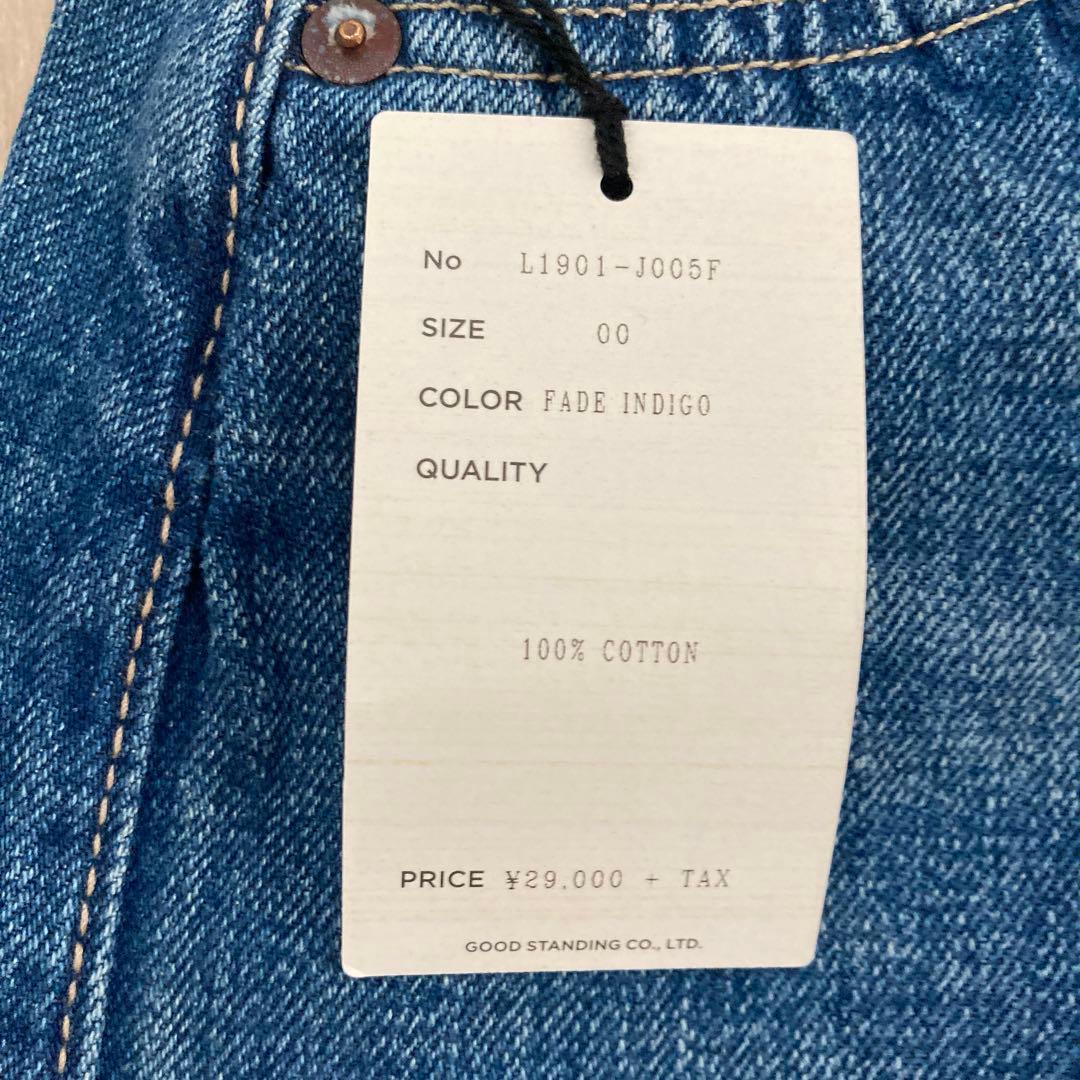 No L1901-J005F
SIZE 00
COLOR FADE INDIGO
QUALITY
100% COTTON
PRICE ¥29,000 + TAX
GOOD STANDING CO., LTD.